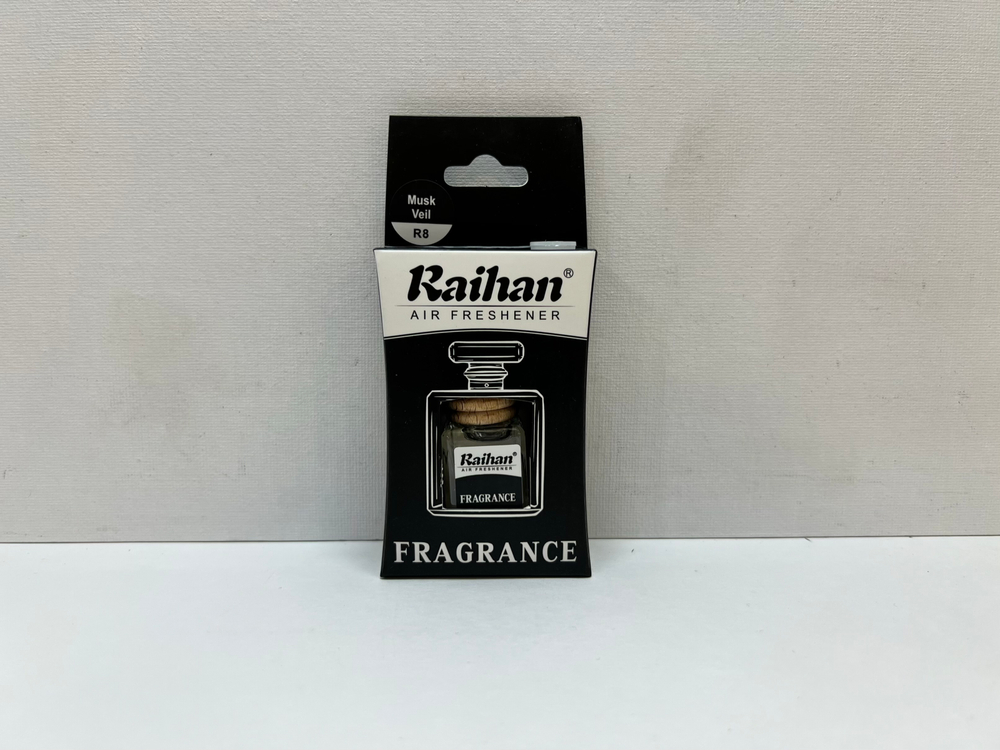 Musk
Veil
R8
Raihan®
AIR FRESHENER
Raihan®
AIR FRESHENER
FRAGRANCE
FRAGRANCE